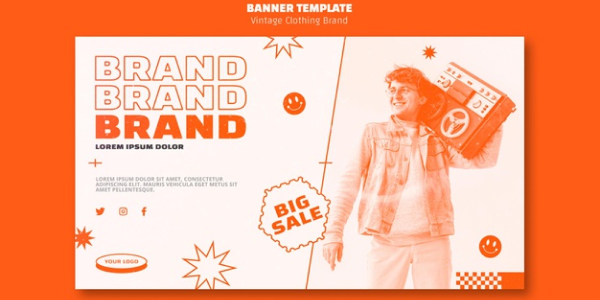 BANNER TEMPLATE
Vintage Clothing Brand
BRAND
BRAND
BRAND
LOREM IPSUM DOLOR
LOREM IPSUM DOLOR SIT AMET, CONSECTETUR
ADIPISCING ELIT. MAURIS VEHICULA EGET METUS SIT
AMET PELLENTESQUE.
BIG
SALE
YOUR LOGO